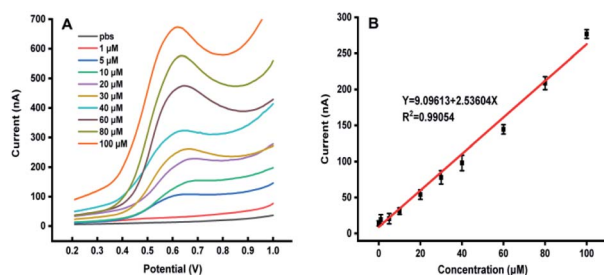 A
Current (nA)
700
600
500
400
300
200
100
0
pbs
1 μM
5 μM
10 μM
20 μM
30 μM
40 μM
60 μM
80 μM
100 μM
0.2 0.3 0.4 0.5 0.6 0.7 0.8 0.9 1.0
Potential (V)
B
Current (nA)
300
250
200
150
100
50
0
Y=9.09613+2.53604X
R²=0.99054
0 20 40 60 80 100
Concentration (μM)